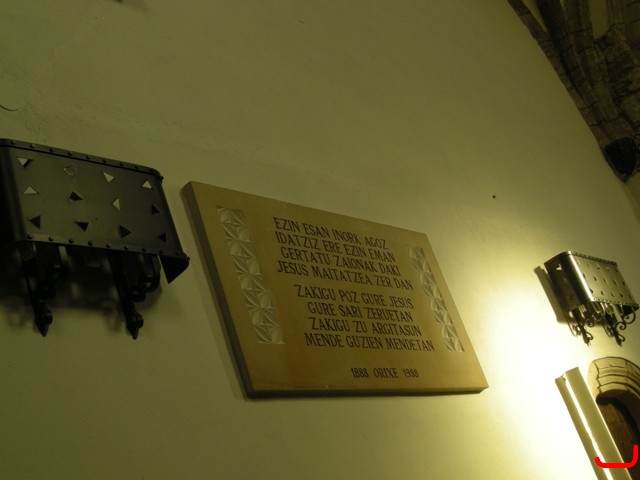 EZIN ESAN INORK AGOZ
IDATZIZ ERE EZIN EMAN
GERTATU ZAIONAK DAKI
JESUS MAITATZEA ZER DAN
ZAKIGU POZ GURE JESUS
GURE SARI ZERUETAN
ZAKIGU ZU ARGITASUN
MENDE GUZIEN MENDETAN
1888 ORIXE 1988